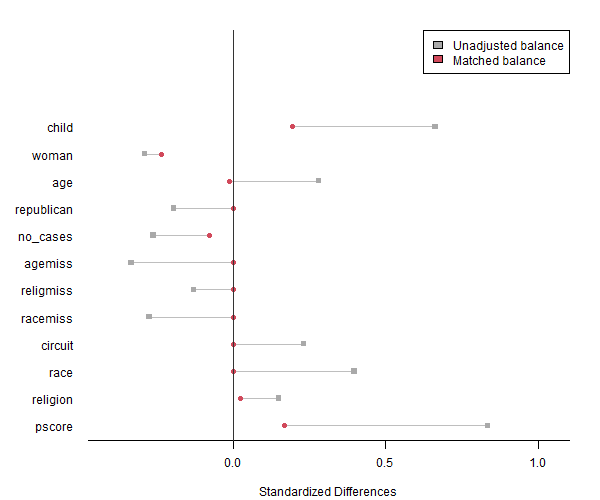 Unadjusted balance
Matched balance
child
woman
age
republican
no_cases
agemiss
religmiss
racemiss
circuit
race
religion
pscore
0.0 0.5 1.0
Standardized Differences